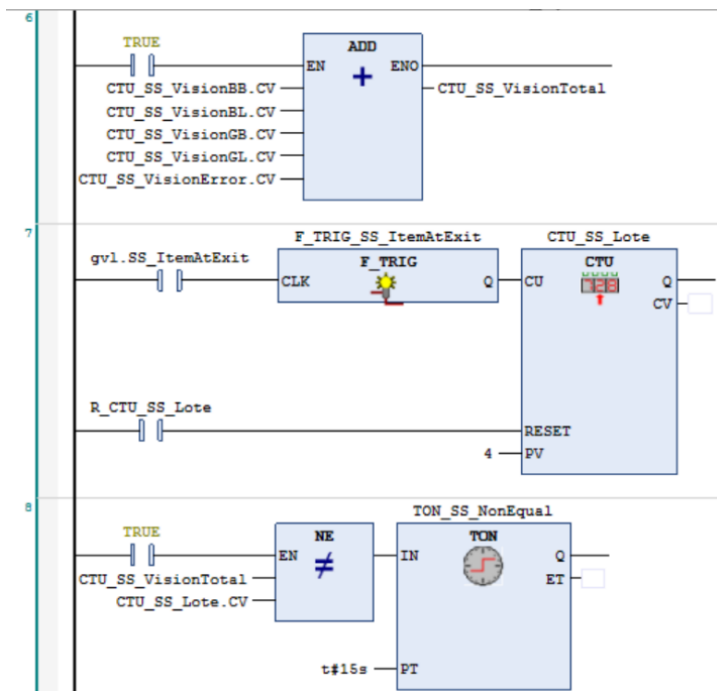 6
TRUE
ADD
EN ENO
+
CTU_SS_VisionBB.CV CTU_SS_VisionTotal
CTU_SS_VisionBL.CV
CTU_SS_VisionGB.CV
CTU_SS_VisionGL.CV
CTU_SS_VisionError.CV
7
F_TRIG_SS_ItemAtExit CTU_SS_Lote
gvl.SS_ItemAtExit F_TRIG CTU
CLK Q CU 728 Q
CV
R_CTU_SS_Lote
RESET
4 PV
8
TON_SS_NonEqual
TRUE NE TON
EN ≠ IN Q
CTU_SS_VisionTotal ET
CTU_SS_Lote.CV
t#15s PT